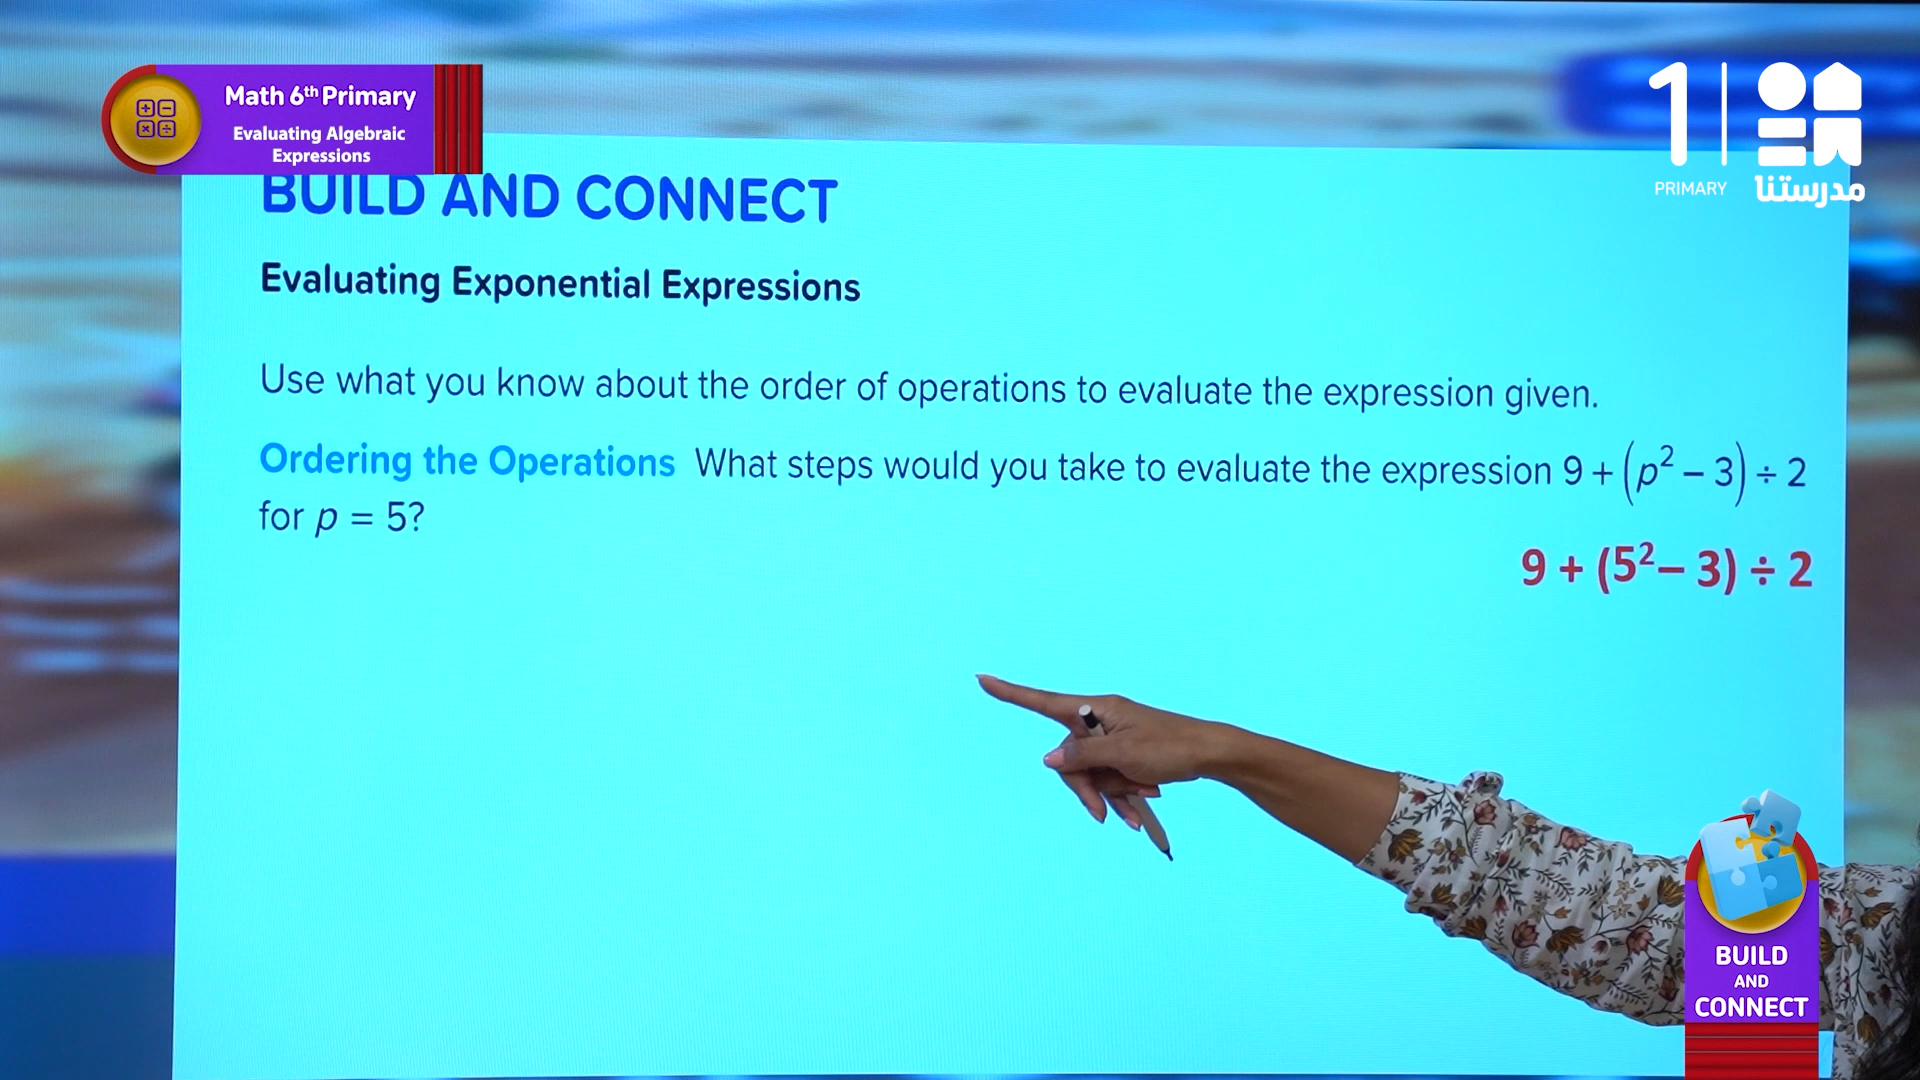 Math 6th Primary
Evaluating Algebraic
Expressions
1
PRIMARY
مدرستنا
BUILD AND CONNECT
Evaluating Exponential Expressions
Use what you know about the order of operations to evaluate the expression given.
Ordering the Operations What steps would you take to evaluate the expression 9 + (p² – 3) ÷ 2
for p = 5?
9 + (5² – 3) ÷ 2
BUILD
AND
CONNECT